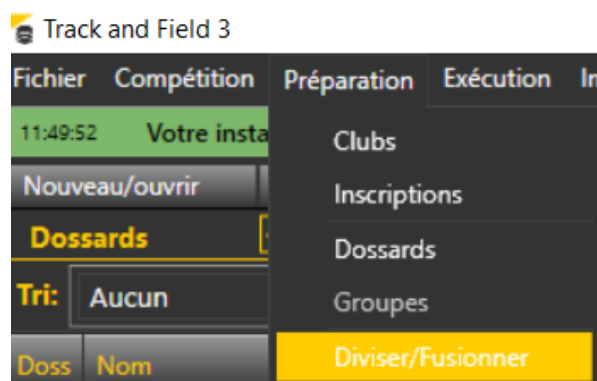 Track and Field 3
Fichier Compétition Préparation Exécution
11:49:52 Votre insta
Clubs
Nouveau/ouvrir
Inscriptions
Dossards
Dossards
Tri: Aucun
Groupes
Diviser/Fusionner
Doss Nom